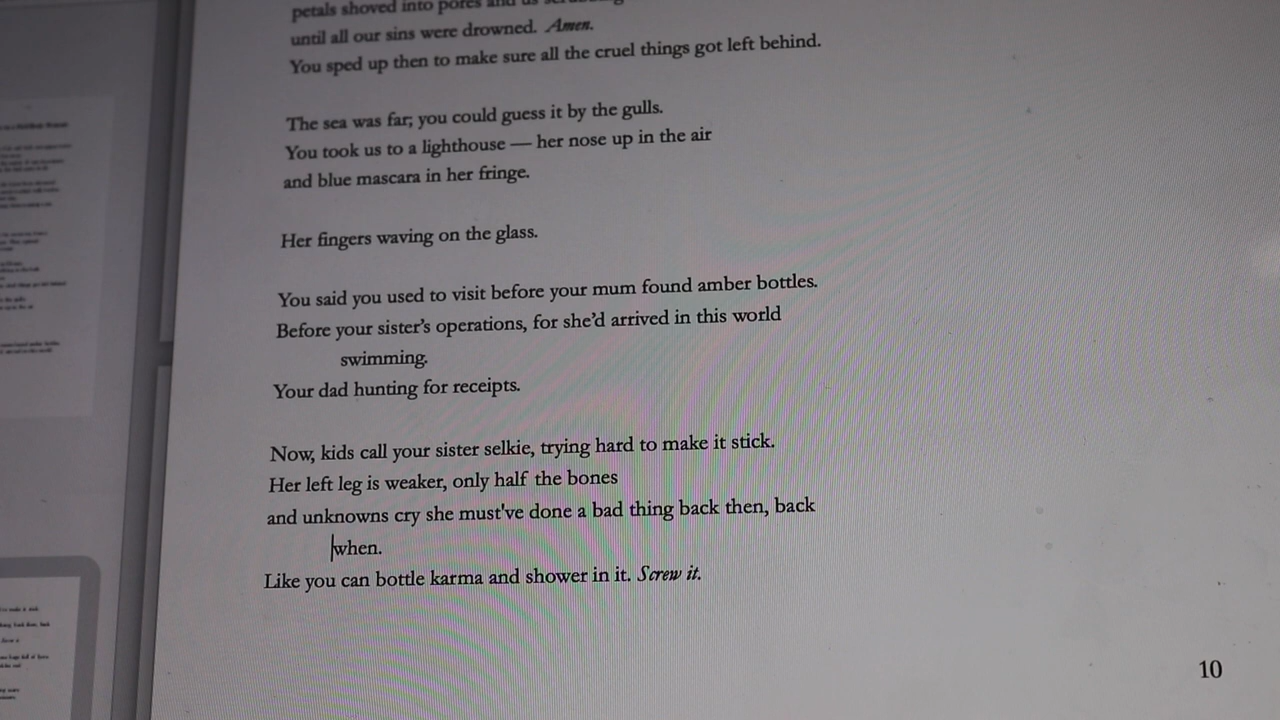 petals shoved into pores and us
until all our sins were drowned. Amen.
You sped up then to make sure all the cruel things got left behind.
The sea was far; you could guess it by the gulls.
You took us to a lighthouse — her nose up in the air
and blue mascara in her fringe.
Her fingers waving on the glass.
You said you used to visit before your mum found amber bottles.
Before your sister’s operations, for she’d arrived in this world
swimming.
Your dad hunting for receipts.
Now, kids call your sister selkie, trying hard to make it stick.
Her left leg is weaker, only half the bones
and unknowns cry she must've done a bad thing back then, back
when.
Like you can bottle karma and shower in it. Screw it.
10